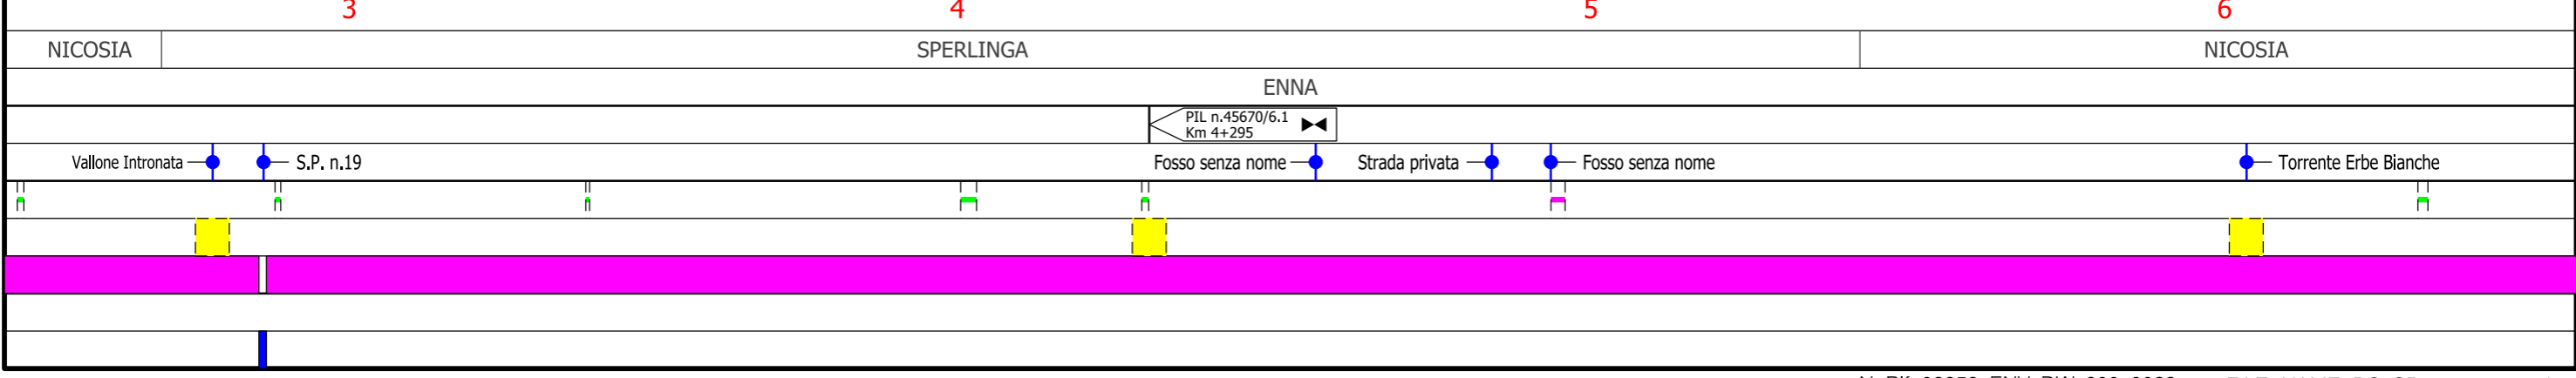 3 4 5 6
NICOSIA SPERLINGA NICOSIA
ENNA
PIL n.45670/6.1
Km 4+295
Vallone Intronata S.P. n.19 Fosso senza nome Strada privata Fosso senza nome Torrente Erbe Bianche